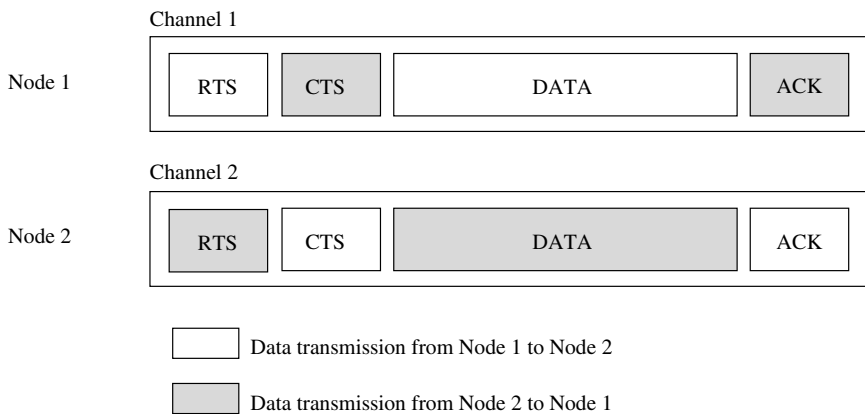 Channel 1
Node 1
RTS CTS DATA ACK
Channel 2
Node 2
RTS CTS DATA ACK
Data transmission from Node 1 to Node 2
Data transmission from Node 2 to Node 1